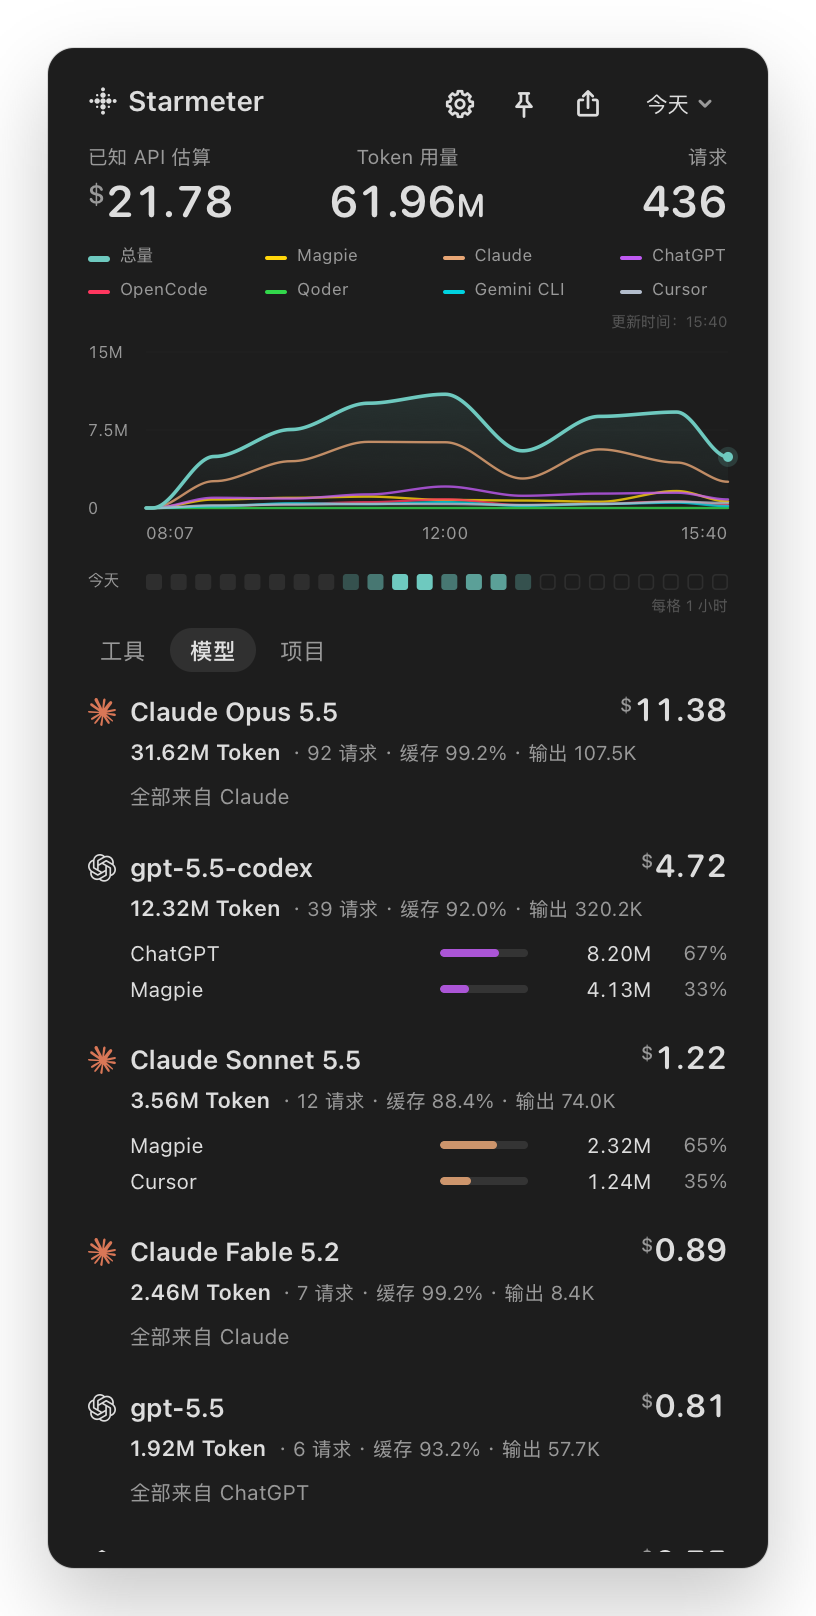 Starmeter 今天
已知 API 估算 Token 用量 请求
$21.78 61.96M 436
总量 Magpie Claude ChatGPT
OpenCode Qoder Gemini CLI Cursor
更新时间：15:40
15M
7.5M
0
08:07 12:00 15:40
今天
每格 1 小时
工具 模型 项目
Claude Opus 5.5 $11.38
31.62M Token · 92 请求 · 缓存 99.2% · 输出 107.5K
全部来自 Claude
gpt-5.5-codex $4.72
12.32M Token · 39 请求 · 缓存 92.0% · 输出 320.2K
ChatGPT 8.20M 67%
Magpie 4.13M 33%
Claude Sonnet 5.5 $1.22
3.56M Token · 12 请求 · 缓存 88.4% · 输出 74.0K
Magpie 2.32M 65%
Cursor 1.24M 35%
Claude Fable 5.2 $0.89
2.46M Token · 7 请求 · 缓存 99.2% · 输出 8.4K
全部来自 Claude
gpt-5.5 $0.81
1.92M Token · 6 请求 · 缓存 93.2% · 输出 57.7K
全部来自 ChatGPT